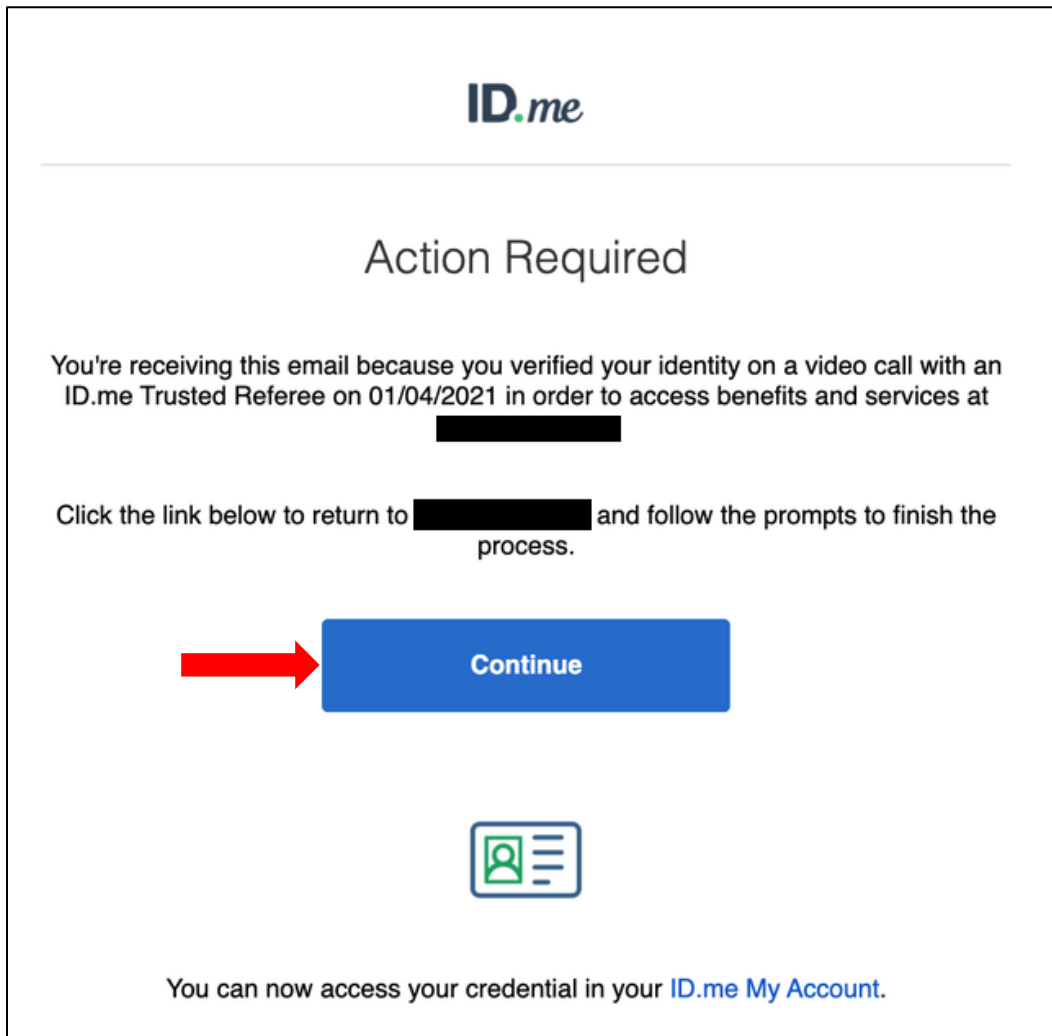 ID.me
Action Required
You're receiving this email because you verified your identity on a video call with an
ID.me Trusted Referee on 01/04/2021 in order to access benefits and services at
Click the link below to return to and follow the prompts to finish the
process.
Continue
You can now access your credential in your ID.me My Account.